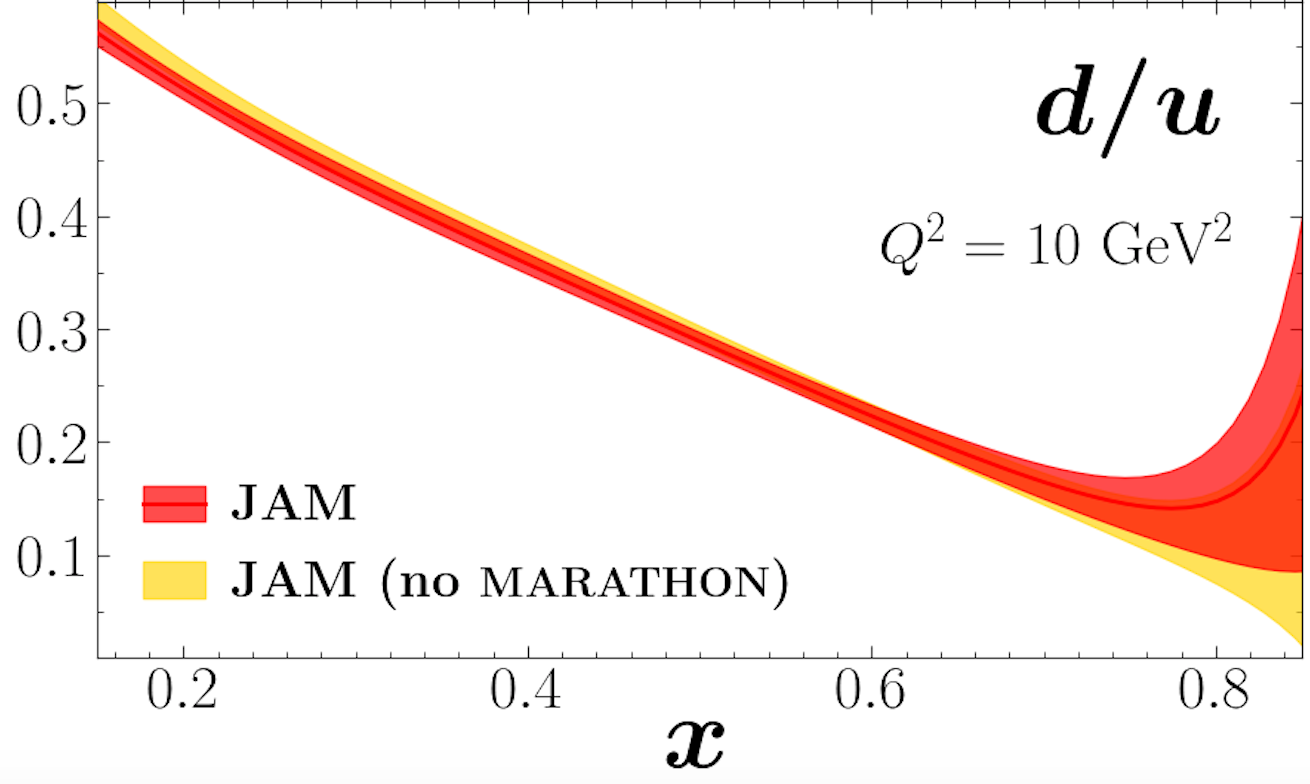 d/u
0.5
0.4
Q² = 10 GeV²
0.3
0.2
JAM
0.1
JAM (no MARATHON)
0.2 0.4 0.6 0.8
x